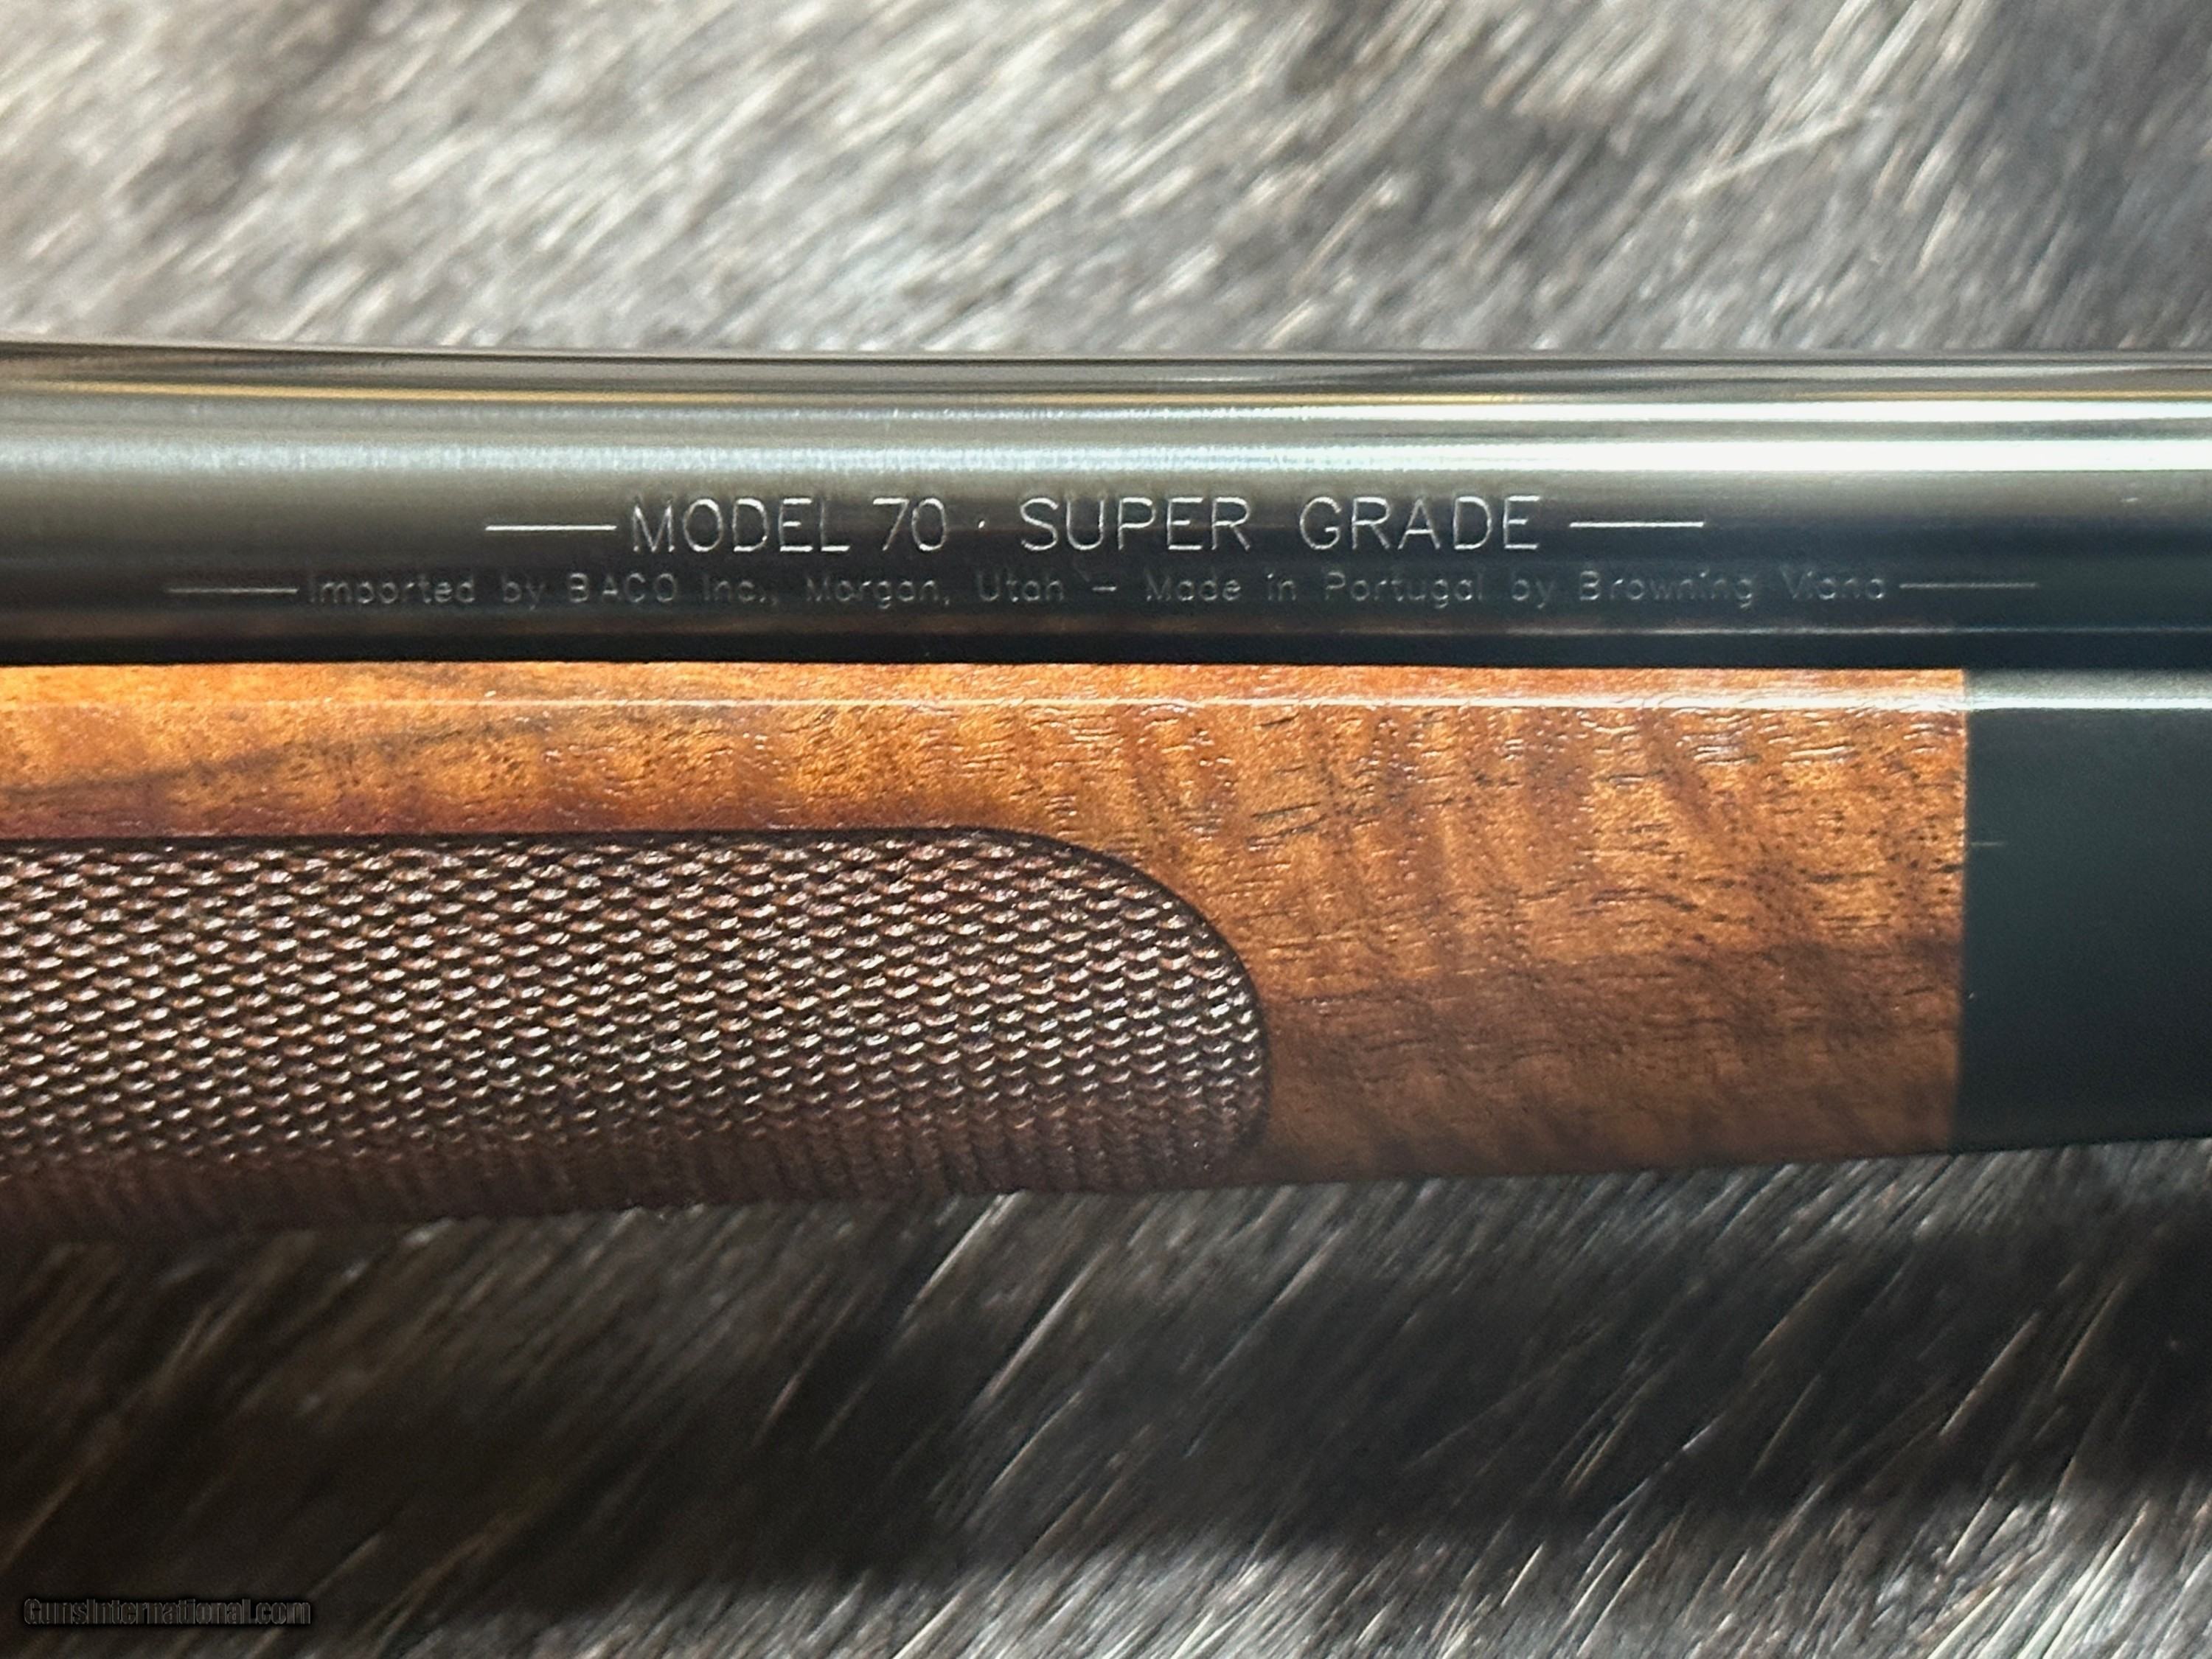 MODEL 70 · SUPER GRADE
Imported by BACO Inc., Morgan, Utah – Made in Portugal by Browning Viana
GunsInternational.com